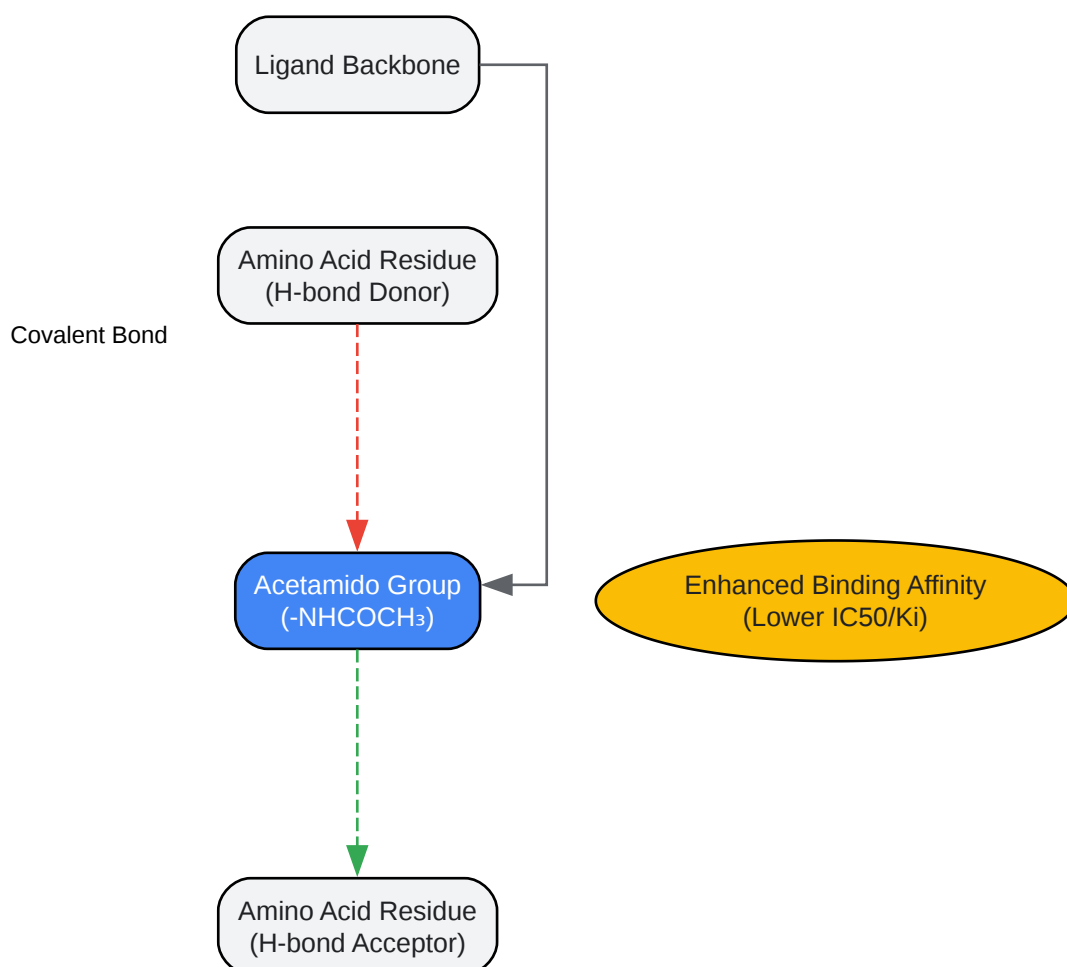 Ligand Backbone
Amino Acid Residue
(H-bond Donor)
Covalent Bond
Acetamido Group
(-NHCOCH₃)
Enhanced Binding Affinity
(Lower IC50/Ki)
Amino Acid Residue
(H-bond Acceptor)